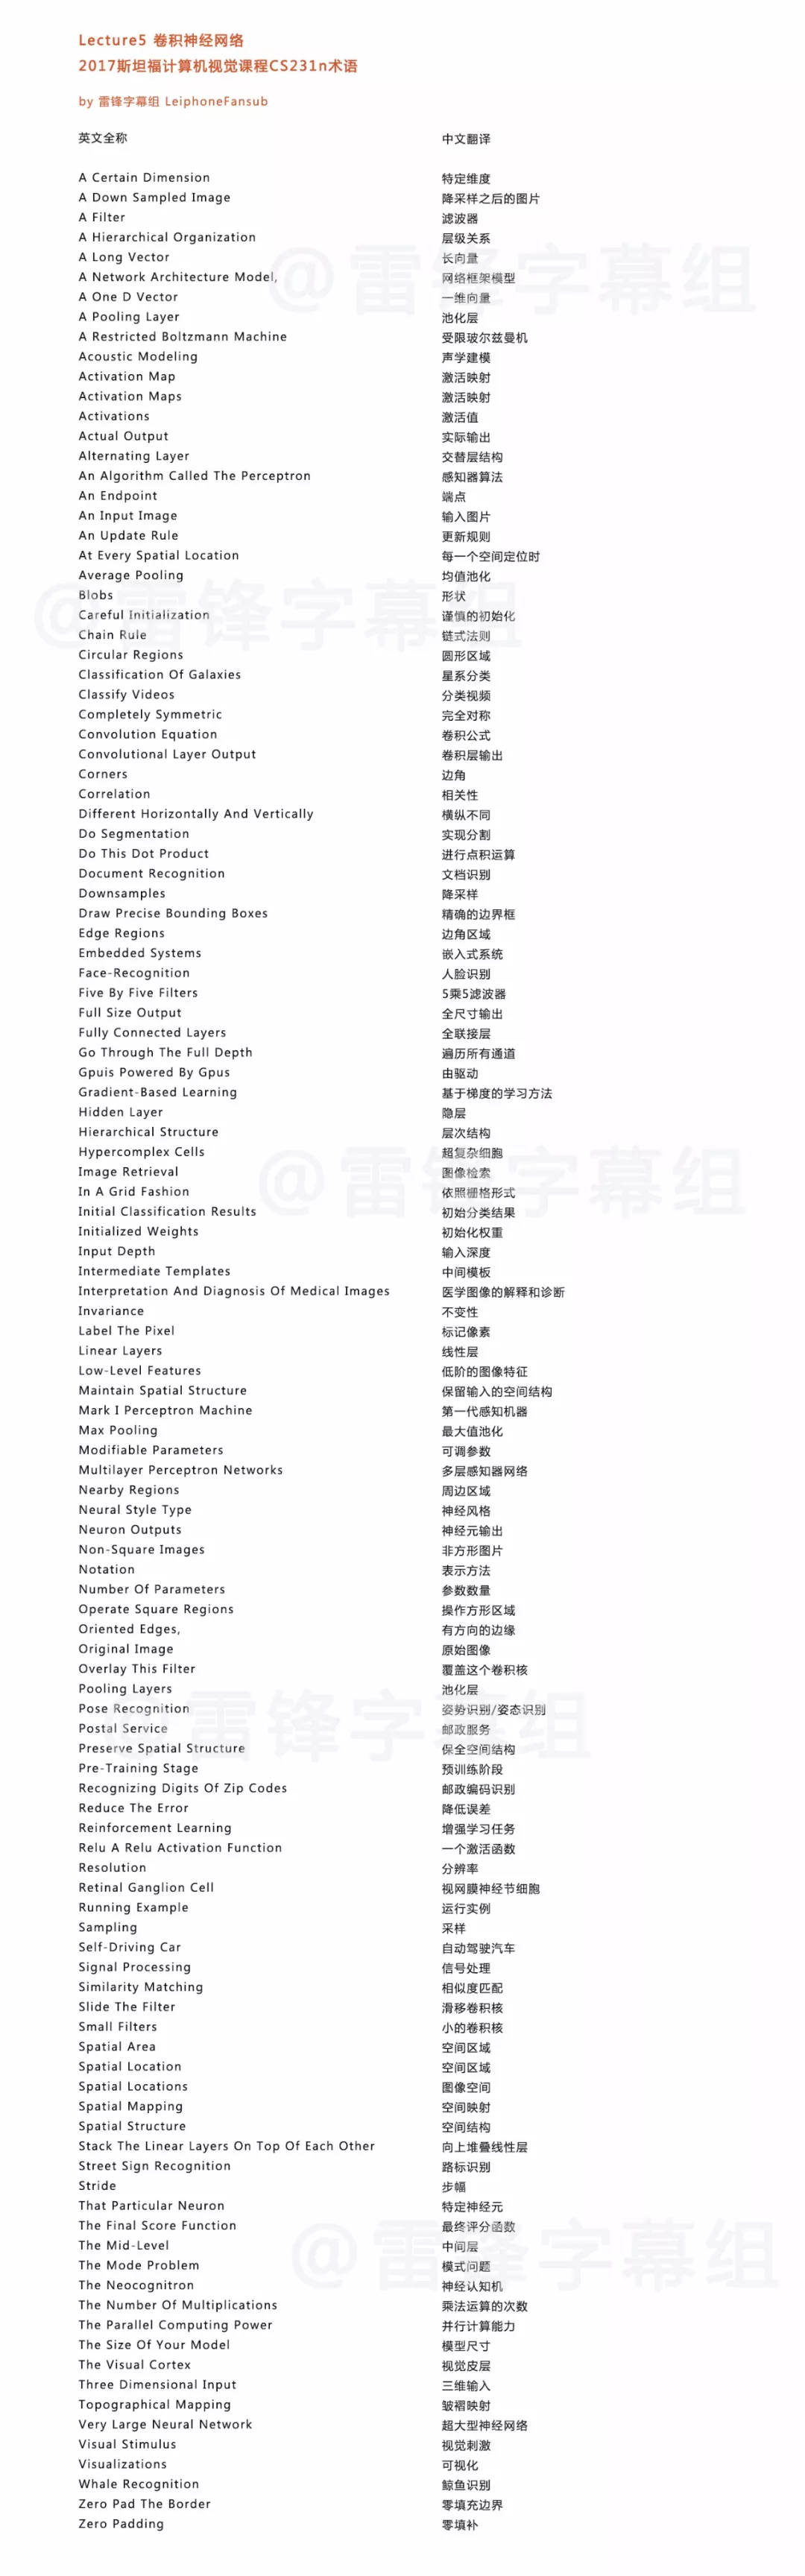 Lecture5 卷积神经网络
2017斯坦福计算机视觉课程CS231n术语
by 雷锋字幕组 LeiphoneFansub
英文全称 中文翻译
A Certain Dimension 特定维度
A Down Sampled Image 降采样之后的图片
A Filter 滤波器
A Hierarchical Organization 层级关系
A Long Vector 长向量
A Network Architecture Model, 网络框架模型
A One D Vector 一维向量
A Pooling Layer 池化层
A Restricted Boltzmann Machine 受限玻尔兹曼机
Acoustic Modeling 声学建模
Activation Map 激活映射
Activation Maps 激活映射
Activations 激活值
Actual Output 实际输出
Alternating Layer 交替层结构
An Algorithm Called The Perceptron 感知器算法
An Endpoint 端点
An Input Image 输入图片
An Update Rule 更新规则
At Every Spatial Location 每一个空间定位时
Average Pooling 均值池化
Blobs 形状
Careful Initialization 谨慎的初始化
Chain Rule 链式法则
Circular Regions 圆形区域
Classification Of Galaxies 星系分类
Classify Videos 分类视频
Completely Symmetric 完全对称
Convolution Equation 卷积公式
Convolutional Layer Output 卷积层输出
Corners 边角
Correlation 相关性
Different Horizontally And Vertically 横纵不同
Do Segmentation 实现分割
Do This Dot Product 进行点积运算
Document Recognition 文档识别
Downsamples 降采样
Draw Precise Bounding Boxes 精确的边界框
Edge Regions 边角区域
Embedded Systems 嵌入式系统
Face-Recognition 人脸识别
Five By Five Filters 5乘5滤波器
Full Size Output 全尺寸输出
Fully Connected Layers 全联接层
Go Through The Full Depth 遍历所有通道
Gpuis Powered By Gpus 由驱动
Gradient-Based Learning 基于梯度的学习方法
Hidden Layer 隐层
Hierarchical Structure 层次结构
Hypercomplex Cells 超复杂细胞
Image Retrieval 图像检索
In A Grid Fashion 依照栅格形式
Initial Classification Results 初始分类结果
Initialized Weights 初始化权重
Input Depth 输入深度
Intermediate Templates 中间模板
Interpretation And Diagnosis Of Medical Images 医学图像的解释和诊断
Invariance 不变性
Label The Pixel 标记像素
Linear Layers 线性层
Low-Level Features 低阶的图像特征
Maintain Spatial Structure 保留输入的空间结构
Mark I Perceptron Machine 第一代感知机器
Max Pooling 最大值池化
Modifiable Parameters 可调参数
Multilayer Perceptron Networks 多层感知器网络
Nearby Regions 周边区域
Neural Style Type 神经风格
Neuron Outputs 神经元输出
Non-Square Images 非方形图片
Notation 表示方法
Number Of Parameters 参数数量
Operate Square Regions 操作方形区域
Oriented Edges, 有方向的边缘
Original Image 原始图像
Overlay This Filter 覆盖这个卷积核
Pooling Layers 池化层
Pose Recognition 姿势识别/姿态识别
Postal Service 邮政服务
Preserve Spatial Structure 保全空间结构
Pre-Training Stage 预训练阶段
Recognizing Digits Of Zip Codes 邮政编码识别
Reduce The Error 降低误差
Reinforcement Learning 增强学习任务
Relu A Relu Activation Function 一个激活函数
Resolution 分辨率
Retinal Ganglion Cell 视网膜神经节细胞
Running Example 运行实例
Sampling 采样
Self-Driving Car 自动驾驶汽车
Signal Processing 信号处理
Similarity Matching 相似度匹配
Slide The Filter 滑移卷积核
Small Filters 小的卷积核
Spatial Area 空间区域
Spatial Location 空间区域
Spatial Locations 图像空间
Spatial Mapping 空间映射
Spatial Structure 空间结构
Stack The Linear Layers On Top Of Each Other 向上堆叠线性层
Street Sign Recognition 路标识别
Stride 步幅
That Particular Neuron 特定神经元
The Final Score Function 最终评分函数
The Mid-Level 中间层
The Mode Problem 模式问题
The Neocognitron 神经认知机
The Number Of Multiplications 乘法运算的次数
The Parallel Computing Power 并行计算能力
The Size Of Your Model 模型尺寸
The Visual Cortex 视觉皮层
Three Dimensional Input 三维输入
Topographical Mapping 皱褶映射
Very Large Neural Network 超大型神经网络
Visual Stimulus 视觉刺激
Visualizations 可视化
Whale Recognition 鲸鱼识别
Zero Pad The Border 零填充边界
Zero Padding 零填补
@雷锋字幕组
@雷锋字幕组
@雷锋字幕组
@雷锋字幕组
@雷锋字幕组